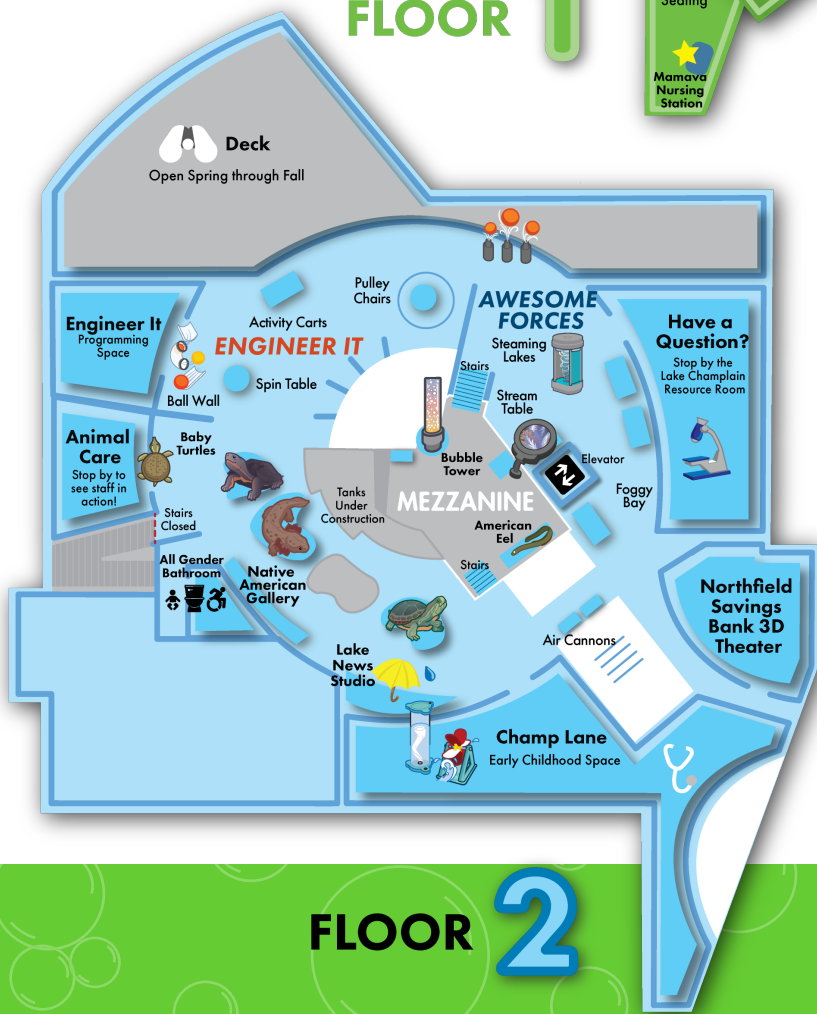 FLOOR
Seating
Mamava
Nursing
Station
Deck
Open Spring through Fall
Pulley
Chairs
Activity Carts
ENGINEER IT
AWESOME
FORCES
Steaming
Lakes
Engineer It
Programming
Space
Have a
Question?
Stop by the
Lake Champlain
Resource Room
Ball Wall
Spin Table
Stairs
Stream
Table
Animal
Care
Stop by to
see staff in
action!
Baby
Turtles
Bubble
Tower
Elevator
Tanks
Under
Construction
MEZZANINE
Foggy
Bay
Stairs
Closed
American
Eel
All Gender
Bathroom
Native
American
Gallery
Stairs
Northfield
Savings
Bank 3D
Theater
Air Cannons
Lake
News
Studio
Champ Lane
Early Childhood Space
FLOOR 2